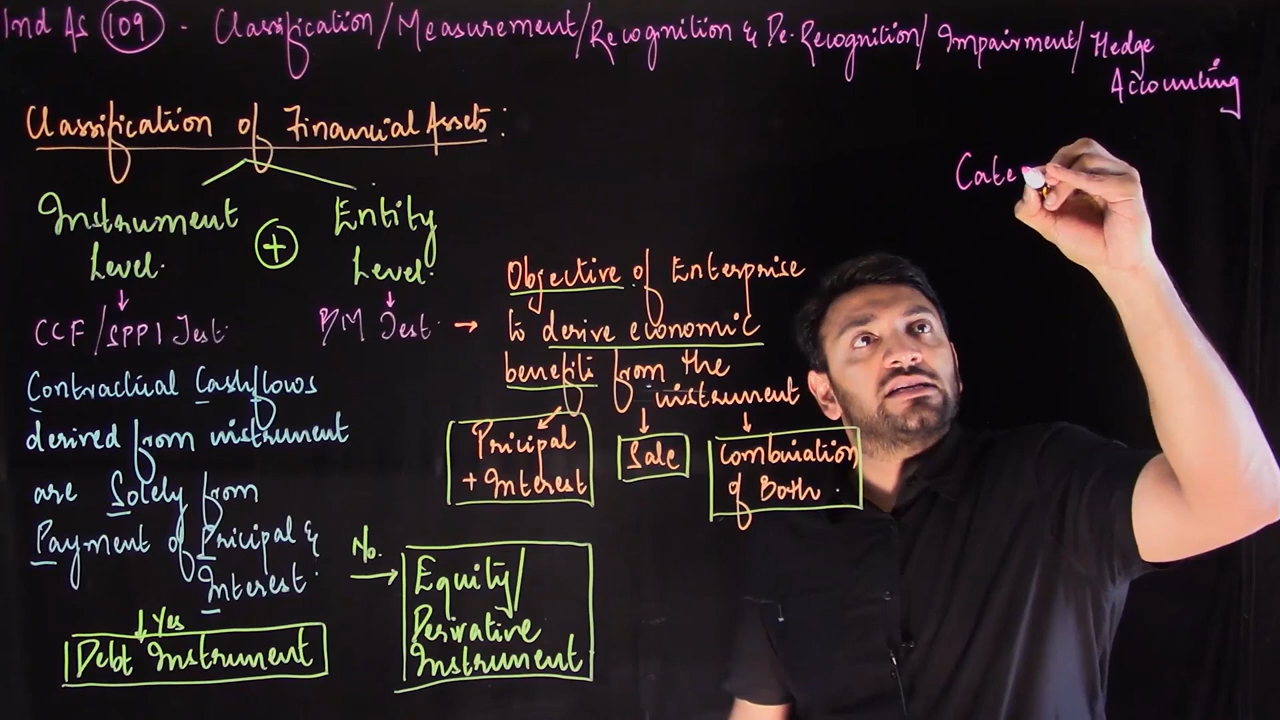 Ind As 109 - Classification/Measurement/Recognition & De-Recognition/Impairment/Hedge
Accounting
Classification of Financial Assets:
Instrument
Level.
+
Entity
Level.
CCF/SPPI Test.
B/M Test. →
Contractual Cashflows
derived from instrument
are Solely from
Payment of Pricipal &
Interest.
Yes
Debt Instrument
No.
Equity/
Derivative
Instrument
Objective of Enterprise
to derive economic
benefits from the
instrument
Pricipal
+ Interest
Sale
Combination
of Both.
Cate